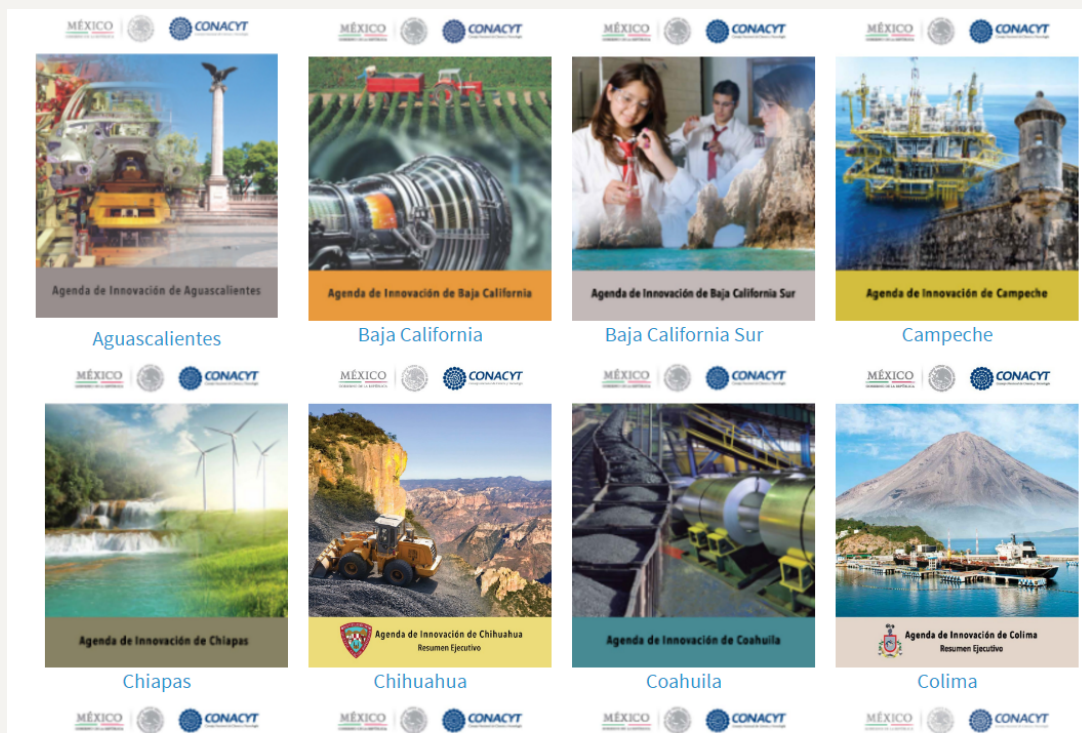 MÉXICO CONACYT
MÉXICO CONACYT
MÉXICO CONACYT
MÉXICO CONACYT
Agenda de Innovación de Aguascalientes
Agenda de Innovación de Baja California
Agenda de Innovación de Baja California Sur
Agenda de Innovación de Campeche
Aguascalientes
Baja California
Baja California Sur
Campeche
MÉXICO CONACYT
MÉXICO CONACYT
MÉXICO CONACYT
MÉXICO CONACYT
Agenda de Innovación de Chiapas
Agenda de Innovación de Chihuahua
Resumen Ejecutivo
Agenda de Innovación de Coahuila
Agenda de Innovación de Colima
Resumen Ejecutivo
Chiapas
Chihuahua
Coahuila
Colima
MÉXICO CONACYT
MÉXICO CONACYT
MÉXICO CONACYT
MÉXICO CONACYT